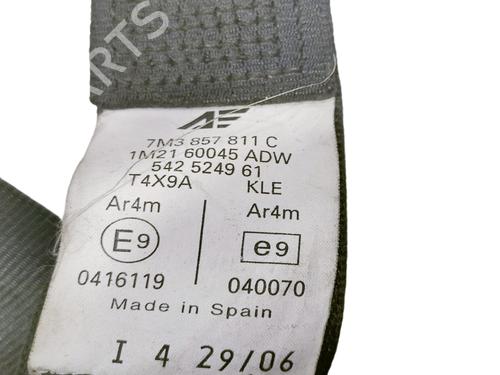 PARTS
7M3 857 811 C
1M21 60045 ADW
542 5249 61
T4X9A KLE
Ar4m Ar4m
E9 e9
0416119 040070
Made in Spain
I 4 29/06